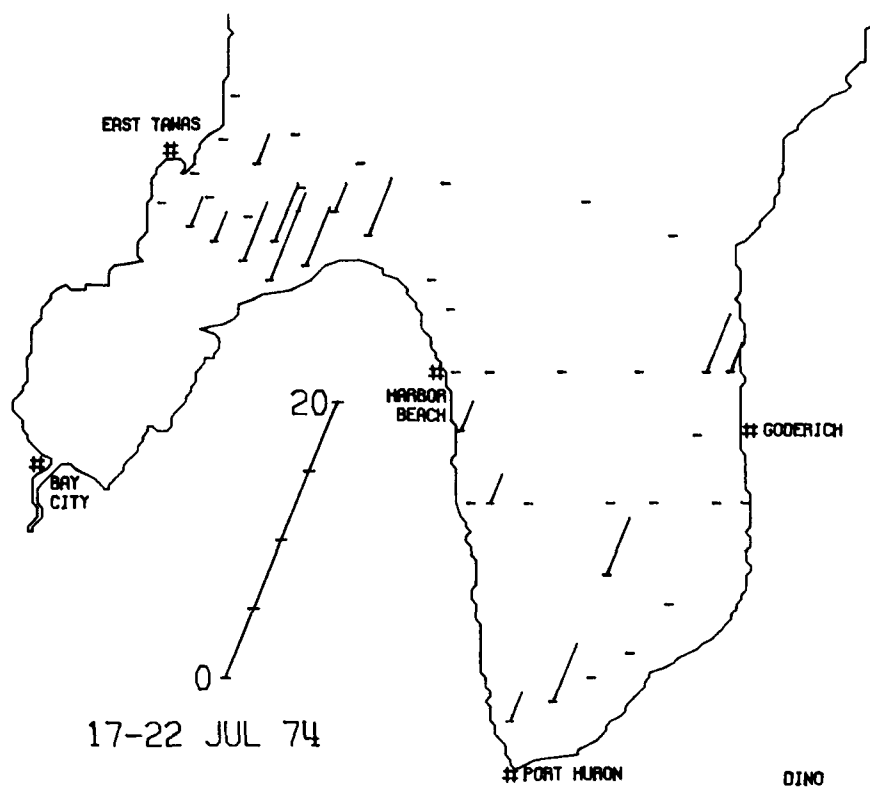 EAST TAWAS
#
20
#
HARBOR
BEACH
# GODERICH
#
BAY
CITY
0
17-22 JUL 74
# PORT HURON
DINO